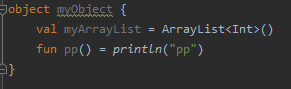 object myObject {
    val myArrayList = ArrayList<Int>()
    fun pp() = println("pp")
}